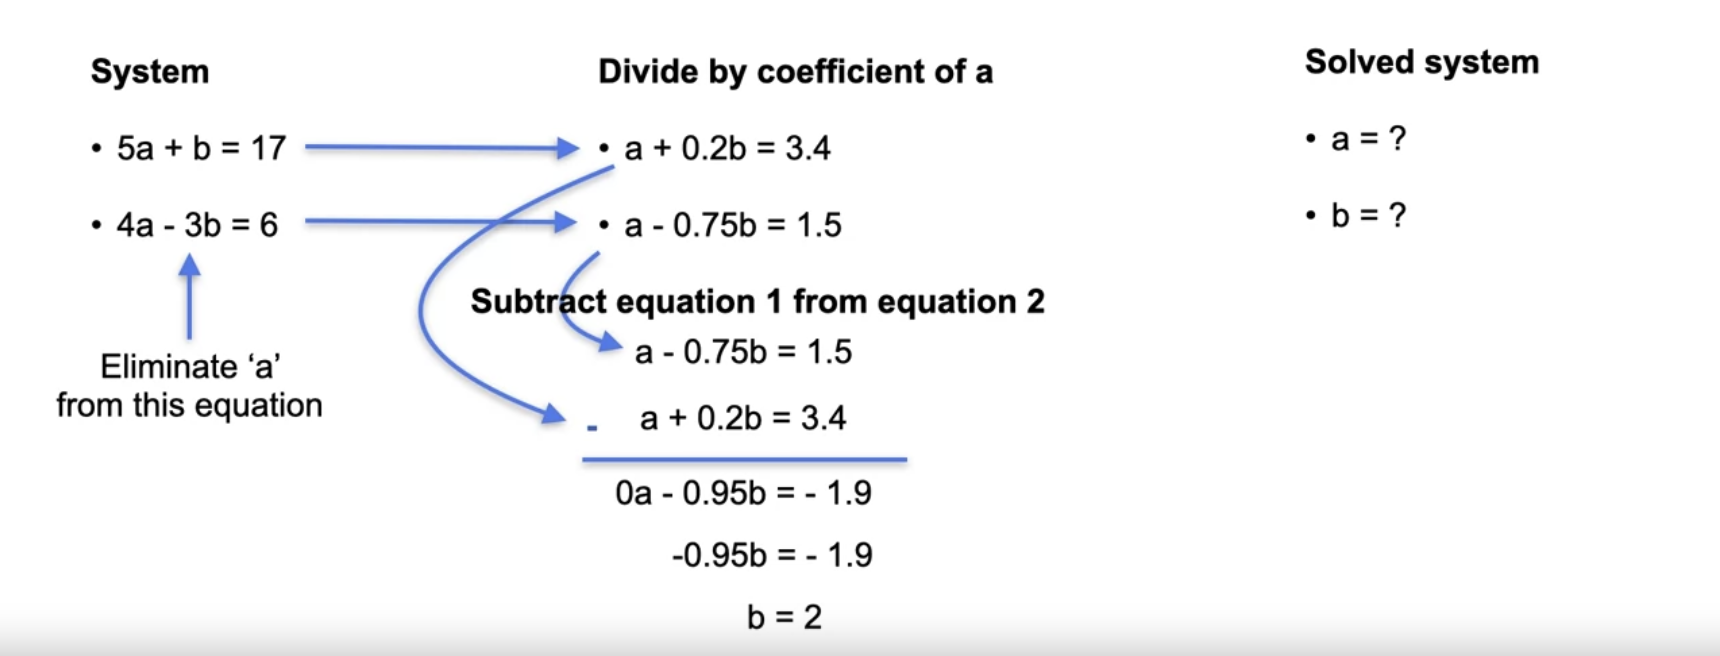 System
• 5a + b = 17
• 4a - 3b = 6
Eliminate ‘a’
from this equation
Divide by coefficient of a
• a + 0.2b = 3.4
• a - 0.75b = 1.5
Subtract equation 1 from equation 2
a - 0.75b = 1.5
- a + 0.2b = 3.4
0a - 0.95b = - 1.9
-0.95b = - 1.9
b = 2
Solved system
• a = ?
• b = ?